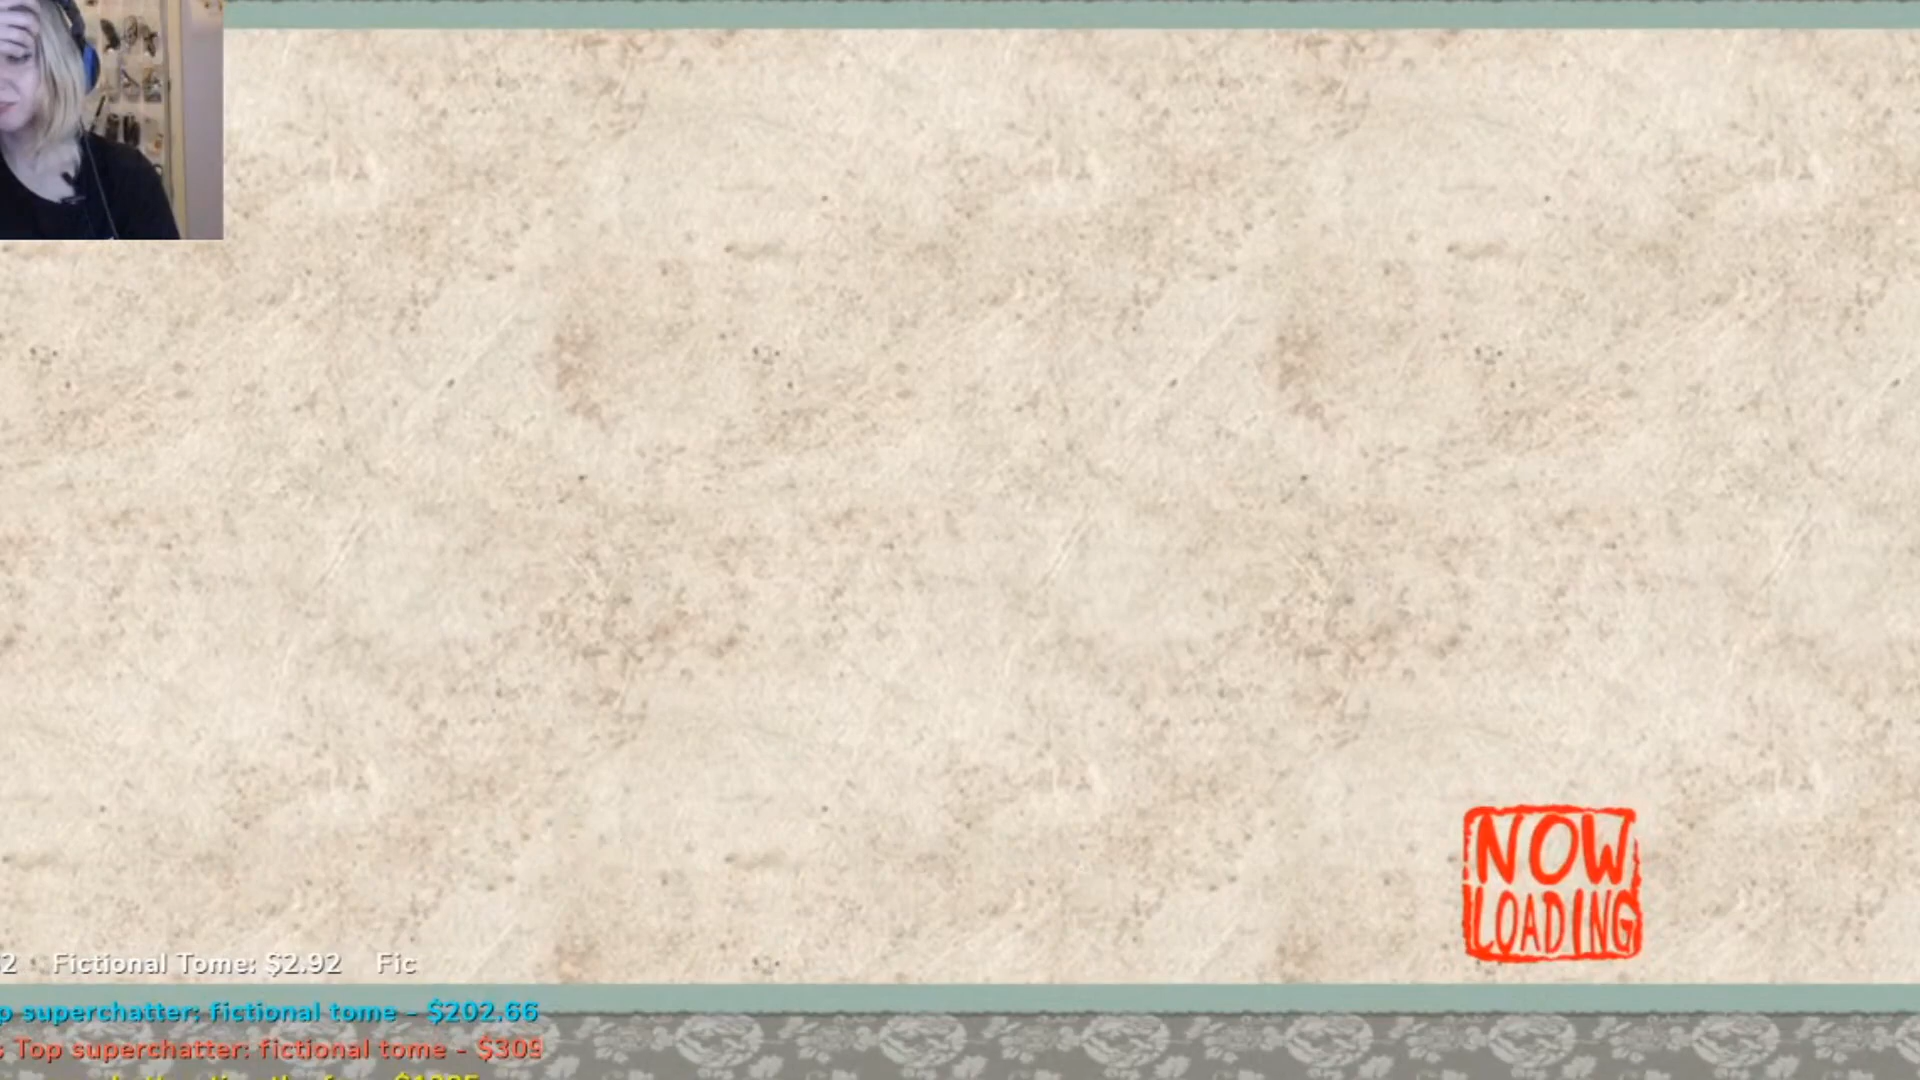 NOW
LOADING
2 · Fictional Tome: $2.92 Fic
p superchatter: fictional tome - $202.66
s Top superchatter: fictional tome - $309